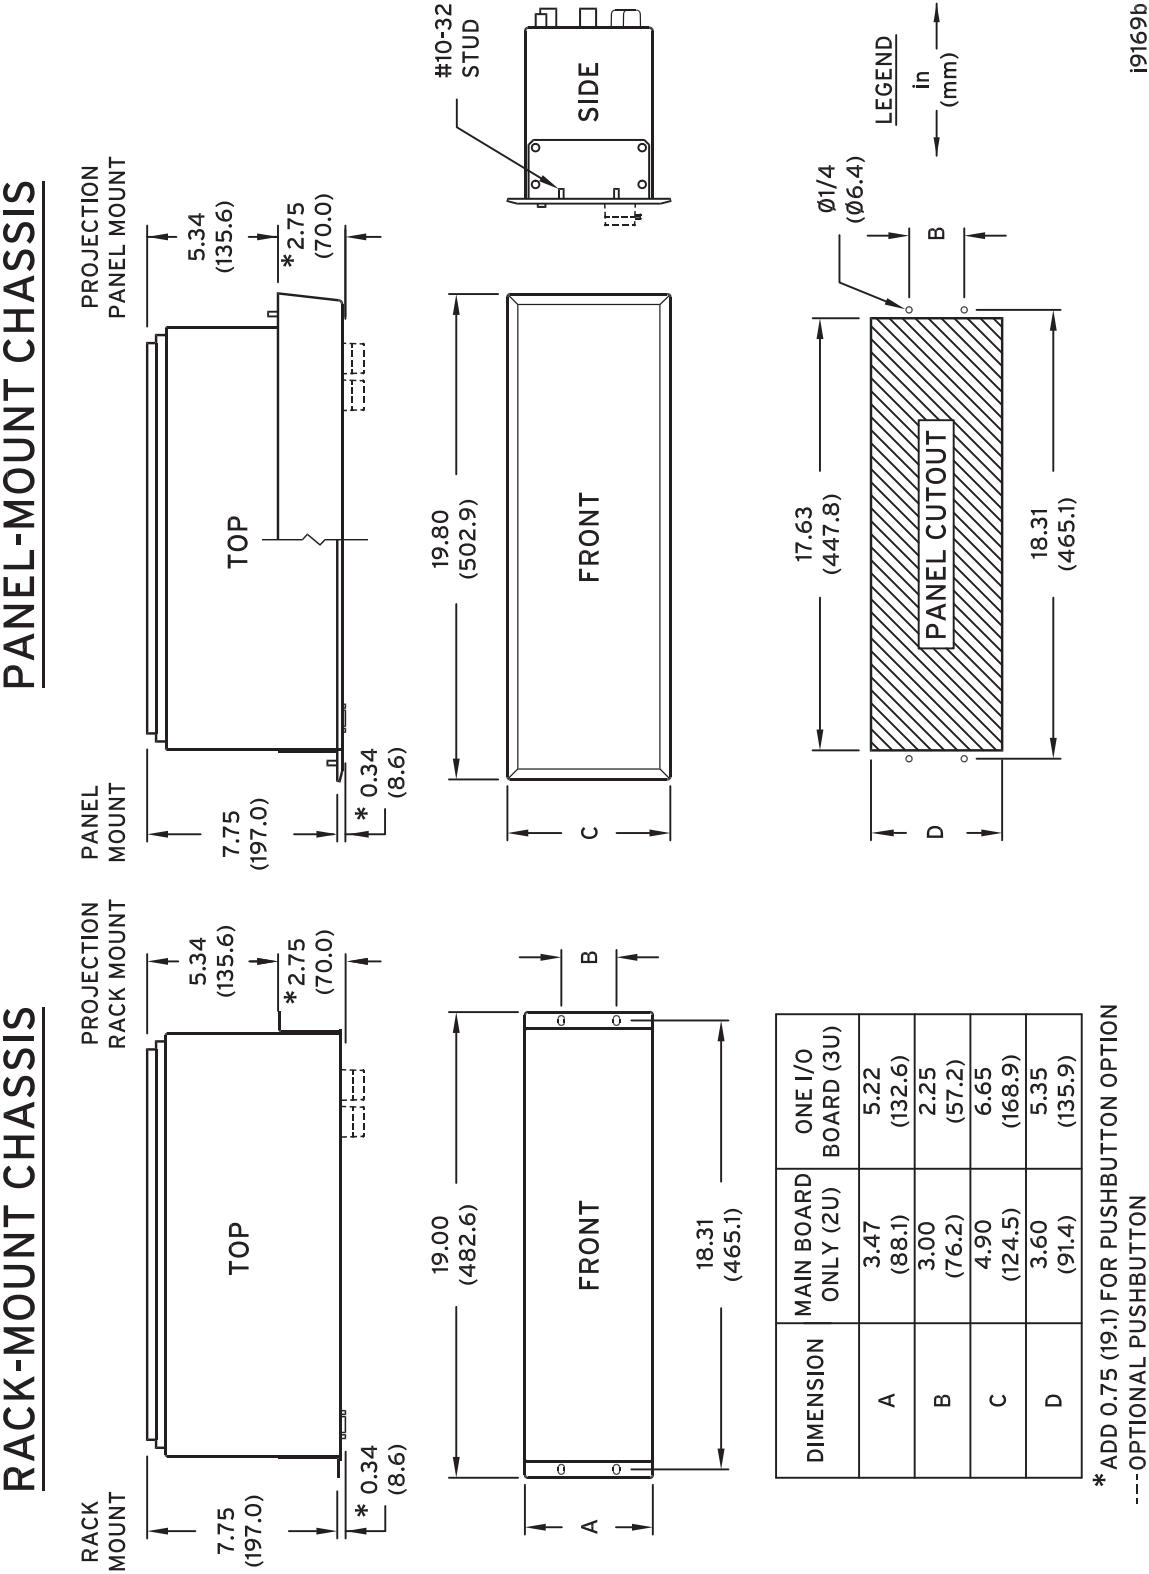 RACK-MOUNT CHASSIS
RACK
MOUNT
PROJECTION
RACK MOUNT
7.75
(197.0)
* 0.34
(8.6)
TOP
5.34
(135.6)
*2.75
(70.0)
19.00
(482.6)
A
FRONT
B
18.31
(465.1)
DIMENSION
MAIN BOARD
ONLY (2U)
ONE I/O
BOARD (3U)
A
3.47
(88.1)
5.22
(132.6)
B
3.00
(76.2)
2.25
(57.2)
C
4.90
(124.5)
6.65
(168.9)
D
3.60
(91.4)
5.35
(135.9)
* ADD 0.75 (19.1) FOR PUSHBUTTON OPTION
----OPTIONAL PUSHBUTTON
PANEL-MOUNT CHASSIS
PANEL
MOUNT
PROJECTION
PANEL MOUNT
7.75
(197.0)
* 0.34
(8.6)
TOP
5.34
(135.6)
*2.75
(70.0)
19.80
(502.9)
C
FRONT
#10-32
STUD
SIDE
17.63
(447.8)
D
PANEL CUTOUT
18.31
(465.1)
Ø1/4
(Ø6.4)
B
LEGEND
in
(mm)
i9169b